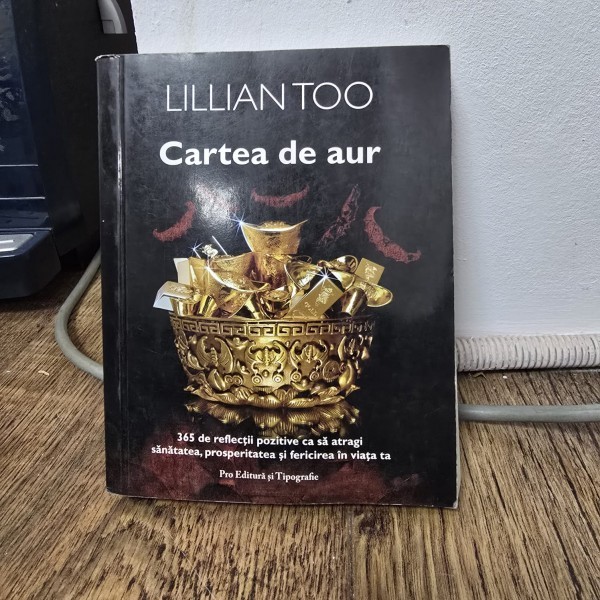 LILLIAN TOO
Cartea de aur
365 de reflecții pozitive ca să atragi
sănătatea, prosperitatea și fericirea în viața ta
Pro Editură și Tipografie